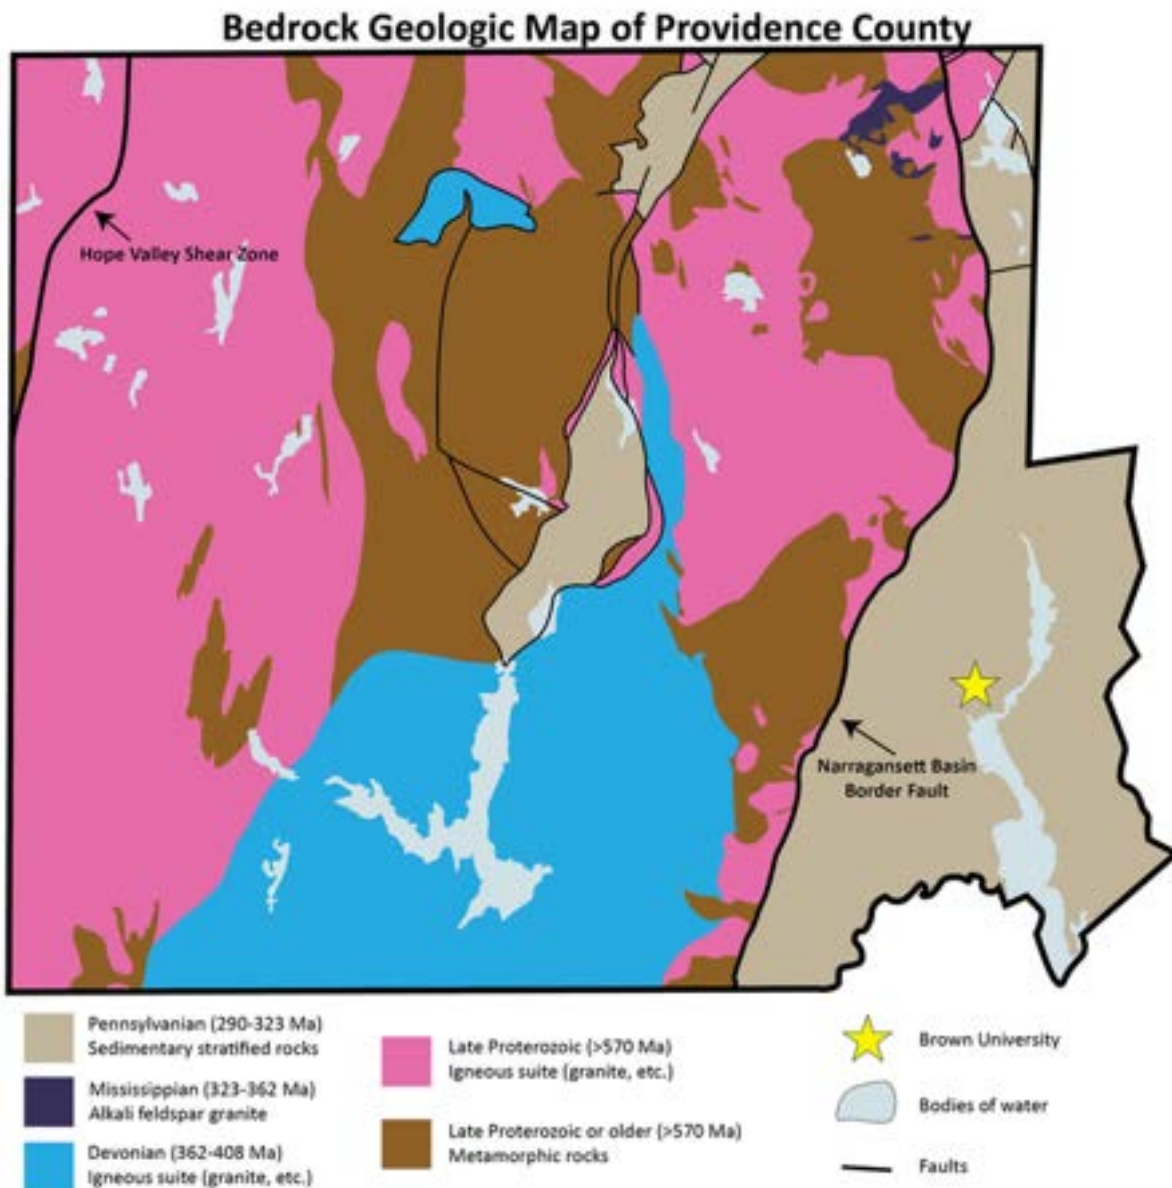 Bedrock Geologic Map of Providence County
Hope Valley Shear Zone
Narragansett Basin
Border Fault
Pennsylvanian (290-323 Ma)
Sedimentary stratified rocks
Mississippian (323-362 Ma)
Alkali feldspar granite
Devonian (362-408 Ma)
Igneous suite (granite, etc.)
Late Proterozoic (>570 Ma)
Igneous suite (granite, etc.)
Late Proterozoic or older (>570 Ma)
Metamorphic rocks
Brown University
Bodies of water
Faults